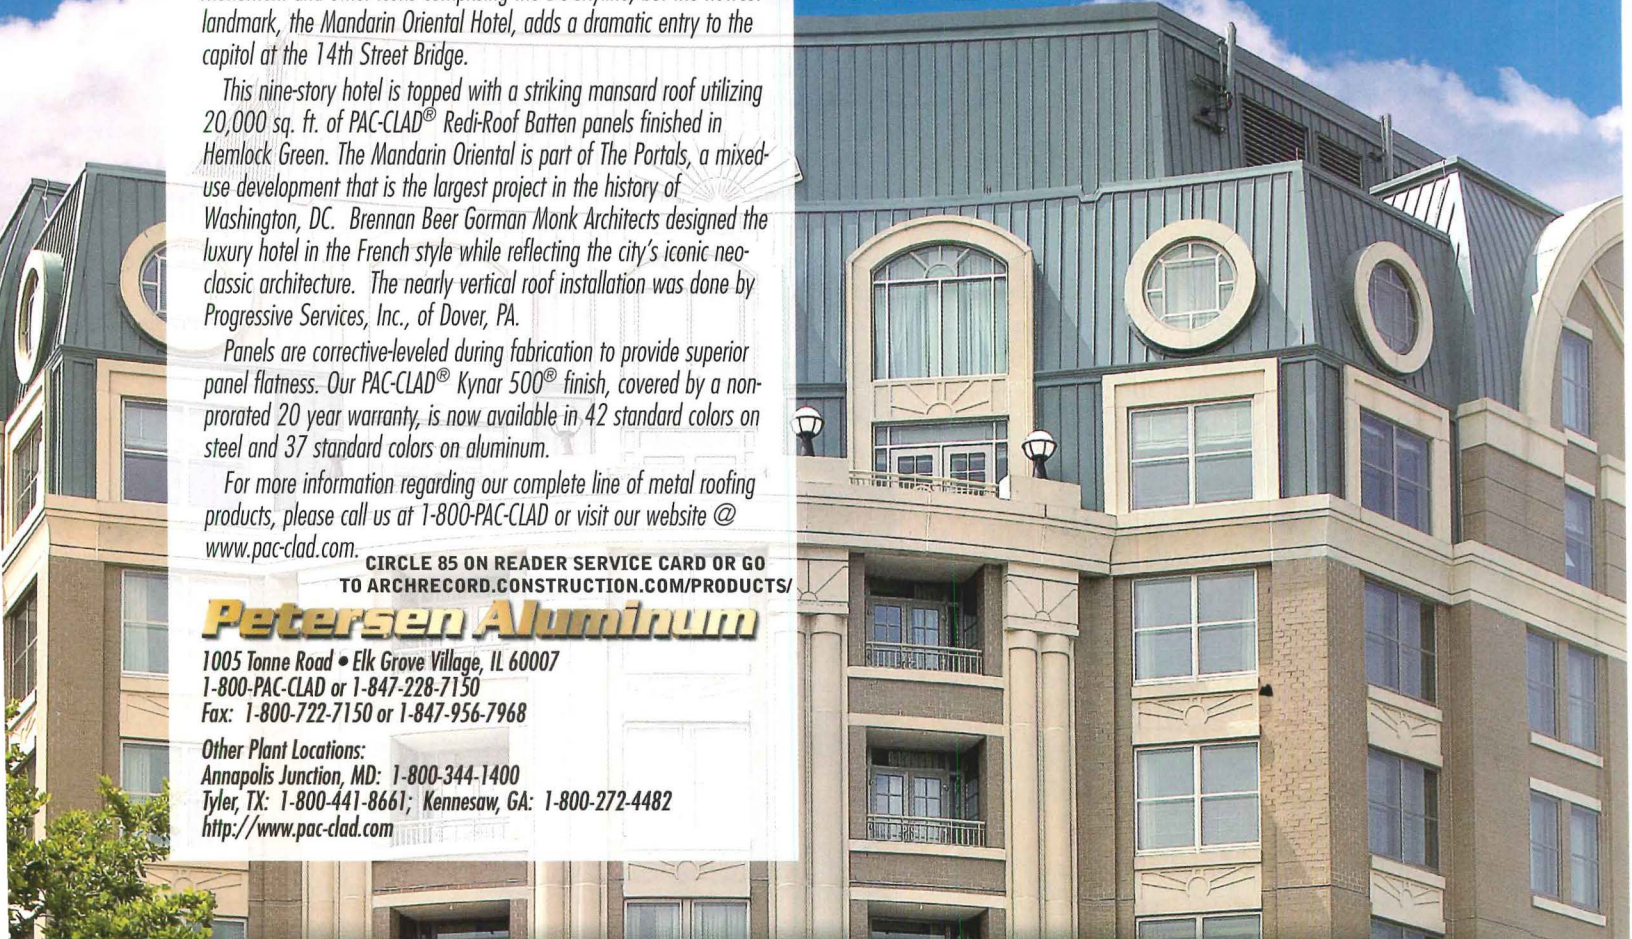 landmark, the Mandarin Oriental Hotel, adds a dramatic entry to the
capitol at the 14th Street Bridge.
This nine-story hotel is topped with a striking mansard roof utilizing
20,000 sq. ft. of PAC-CLAD® Redi-Roof Batten panels finished in
Hemlock Green. The Mandarin Oriental is part of The Portals, a mixed-
use development that is the largest project in the history of
Washington, DC. Brennan Beer Gorman Monk Architects designed the
luxury hotel in the French style while reflecting the city's iconic neo-
classic architecture. The nearly vertical roof installation was done by
Progressive Services, Inc., of Dover, PA.
Panels are corrective-leveled during fabrication to provide superior
panel flatness. Our PAC-CLAD® Kynar 500® finish, covered by a non-
prorated 20 year warranty, is now available in 42 standard colors on
steel and 37 standard colors on aluminum.
For more information regarding our complete line of metal roofing
products, please call us at 1-800-PAC-CLAD or visit our website @
www.pac-clad.com.
CIRCLE 85 ON READER SERVICE CARD OR GO
TO ARCHRECORD.CONSTRUCTION.COM/PRODUCTS/
Petersen Aluminum
1005 Tonne Road • Elk Grove Village, IL 60007
1-800-PAC-CLAD or 1-847-228-7150
Fax: 1-800-722-7150 or 1-847-956-7968
Other Plant Locations:
Annapolis Junction, MD: 1-800-344-1400
Tyler, TX: 1-800-441-8661; Kennesaw, GA: 1-800-272-4482
http://www.pac-clad.com